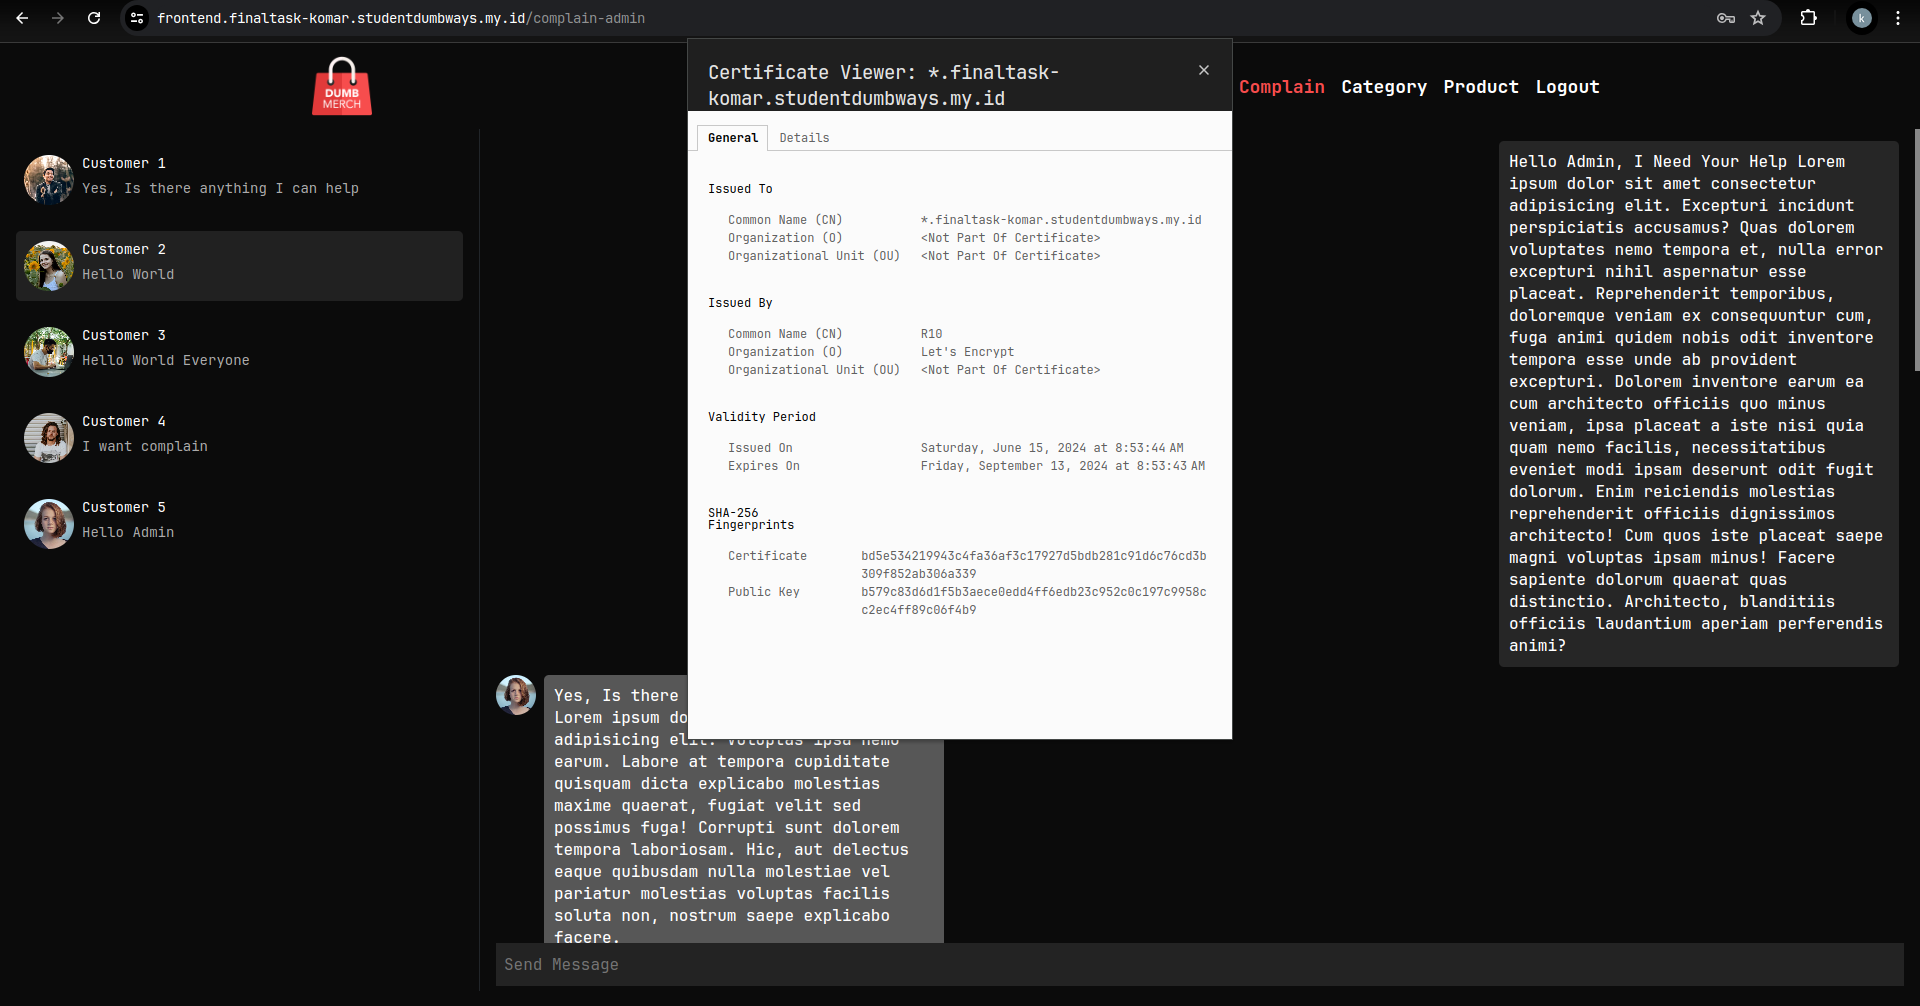 frontend.finaltask-komar.studentdumbways.my.id/complain-admin
k
DUMB
MERCH
Complain Category Product Logout
Customer 1
Yes, Is there anything I can help
Customer 2
Hello World
Customer 3
Hello World Everyone
Customer 4
I want complain
Customer 5
Hello Admin
Certificate Viewer: *.finaltask-
komar.studentdumbways.my.id
General Details
Issued To
Common Name (CN) *.finaltask-komar.studentdumbways.my.id
Organization (O) <Not Part Of Certificate>
Organizational Unit (OU) <Not Part Of Certificate>
Issued By
Common Name (CN) R10
Organization (O) Let's Encrypt
Organizational Unit (OU) <Not Part Of Certificate>
Validity Period
Issued On Saturday, June 15, 2024 at 8:53:44 AM
Expires On Friday, September 13, 2024 at 8:53:43 AM
SHA-256
Fingerprints
Certificate bd5e534219943c4fa36af3c17927d5bdb281c91d6c76cd3b
309f852ab306a339
Public Key b579c83d6d1f5b3aece0edd4ff6edb23c952c0c197c9958c
c2ec4ff89c06f4b9
Hello Admin, I Need Your Help Lorem
ipsum dolor sit amet consectetur
adipisicing elit. Excepturi incidunt
perspiciatis accusamus? Quas dolorem
voluptates nemo tempora et, nulla error
excepturi nihil aspernatur esse
placeat. Reprehenderit temporibus,
doloremque veniam ex consequuntur cum,
fuga animi quidem nobis odit inventore
tempora esse unde ab provident
excepturi. Dolorem inventore earum ea
cum architecto officiis quo minus
veniam, ipsa placeat a iste nisi quia
quam nemo facilis, necessitatibus
eveniet modi ipsam deserunt odit fugit
dolorum. Enim reiciendis molestias
reprehenderit officiis dignissimos
architecto! Cum quos iste placeat saepe
magni voluptas ipsam minus! Facere
sapiente dolorum quaerat quas
distinctio. Architecto, blanditiis
officiis laudantium aperiam perferendis
animi?
Yes, Is there
Lorem ipsum do
adipisicing elit. Voluptas ipsa nemo
earum. Labore at tempora cupiditate
quisquam dicta explicabo molestias
maxime quaerat, fugiat velit sed
possimus fuga! Corrupti sunt dolorem
tempora laboriosam. Hic, aut delectus
eaque quibusdam nulla molestiae vel
pariatur molestias voluptas facilis
soluta non, nostrum saepe explicabo
facere.
Send Message